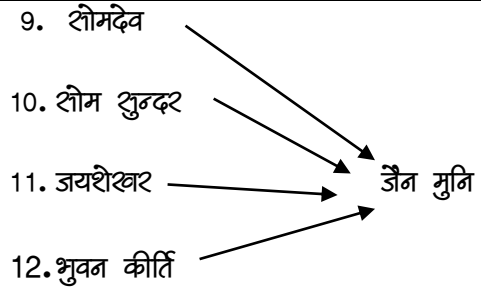 9. सोमदेव
10. सोम सुन्दर
11. जयशेखर
जैन मुनि
12. भुवन कीर्ति